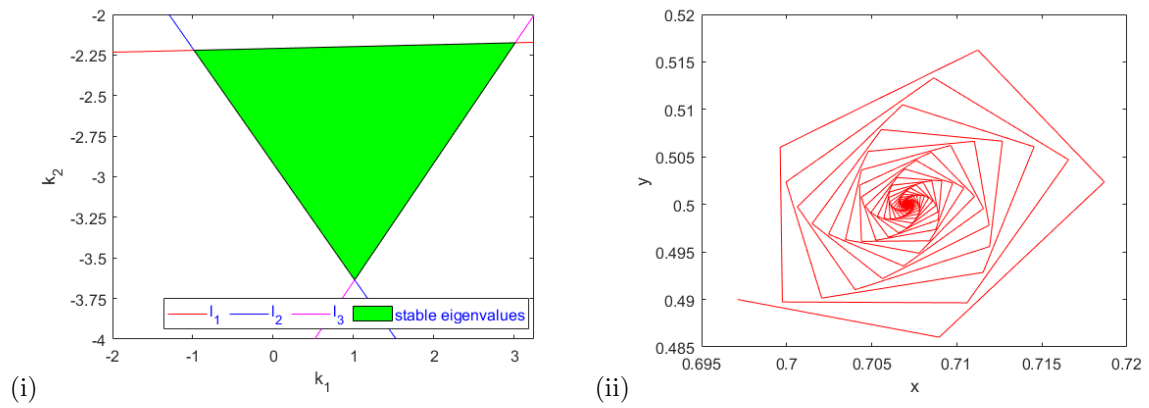 -2
-2.25
-2.5
-2.75
-3
-3.25
-3.5
-3.75
-4
k2
-2 -1 0 1 2 3
k1
l1 l2 l3 stable eigenvalues
(i)
0.52
0.515
0.51
0.505
0.5
0.495
0.49
0.485
y
0.695 0.7 0.705 0.71 0.715 0.72
x
(ii)